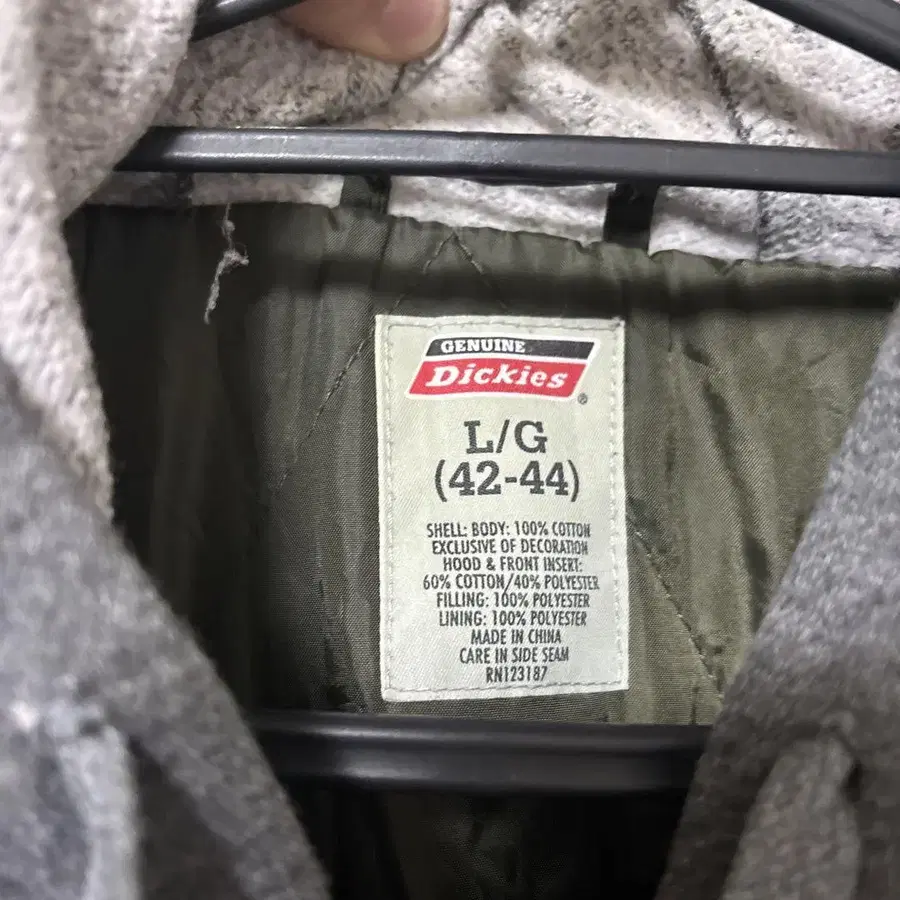 GENUINE
Dickies
®
L/G
(42-44)
SHELL: BODY: 100% COTTON
EXCLUSIVE OF DECORATION
HOOD & FRONT INSERT:
60% COTTON/40% POLYESTER
FILLING: 100% POLYESTER
LINING: 100% POLYESTER
MADE IN CHINA
CARE IN SIDE SEAM
RN123187